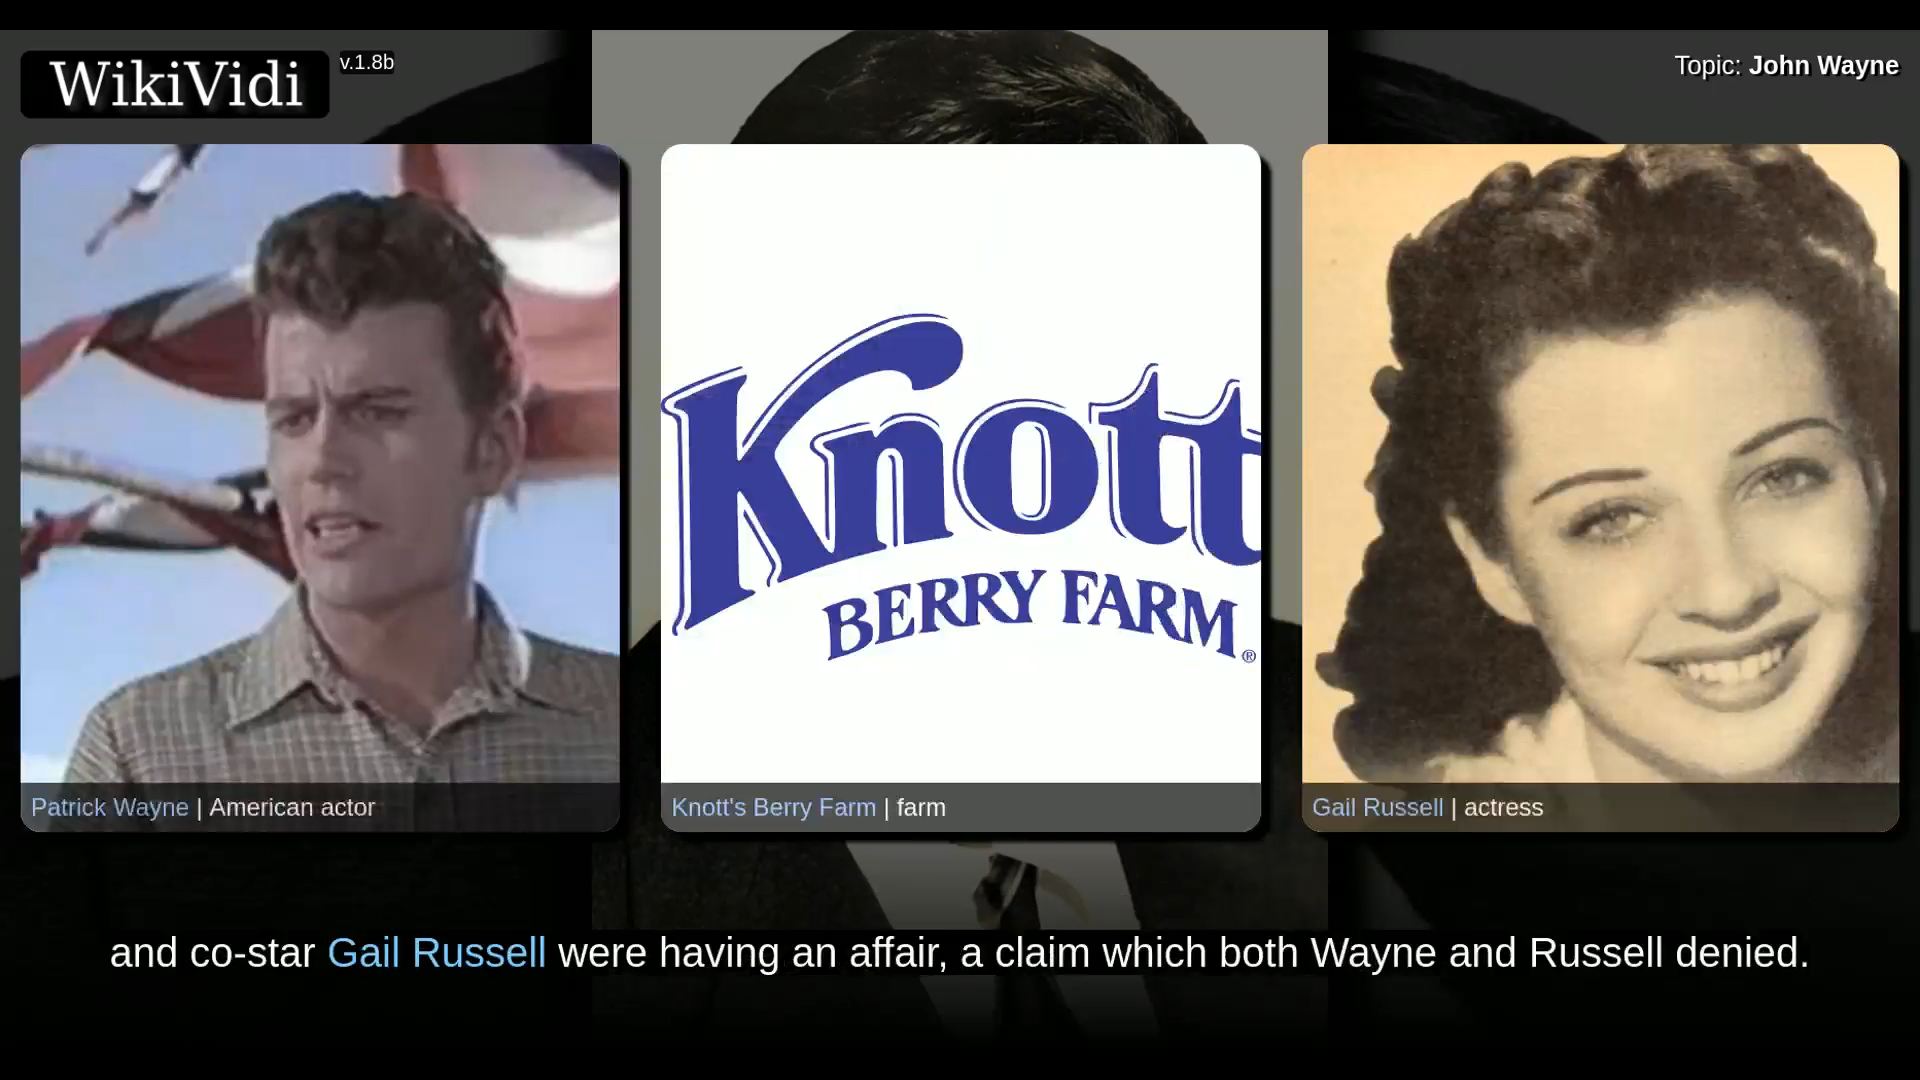 WikiVidi
v.1.8b
Topic: John Wayne
Knott
BERRY FARM®
Patrick Wayne | American actor
Knott's Berry Farm | farm
Gail Russell | actress
and co-star Gail Russell were having an affair, a claim which both Wayne and Russell denied.